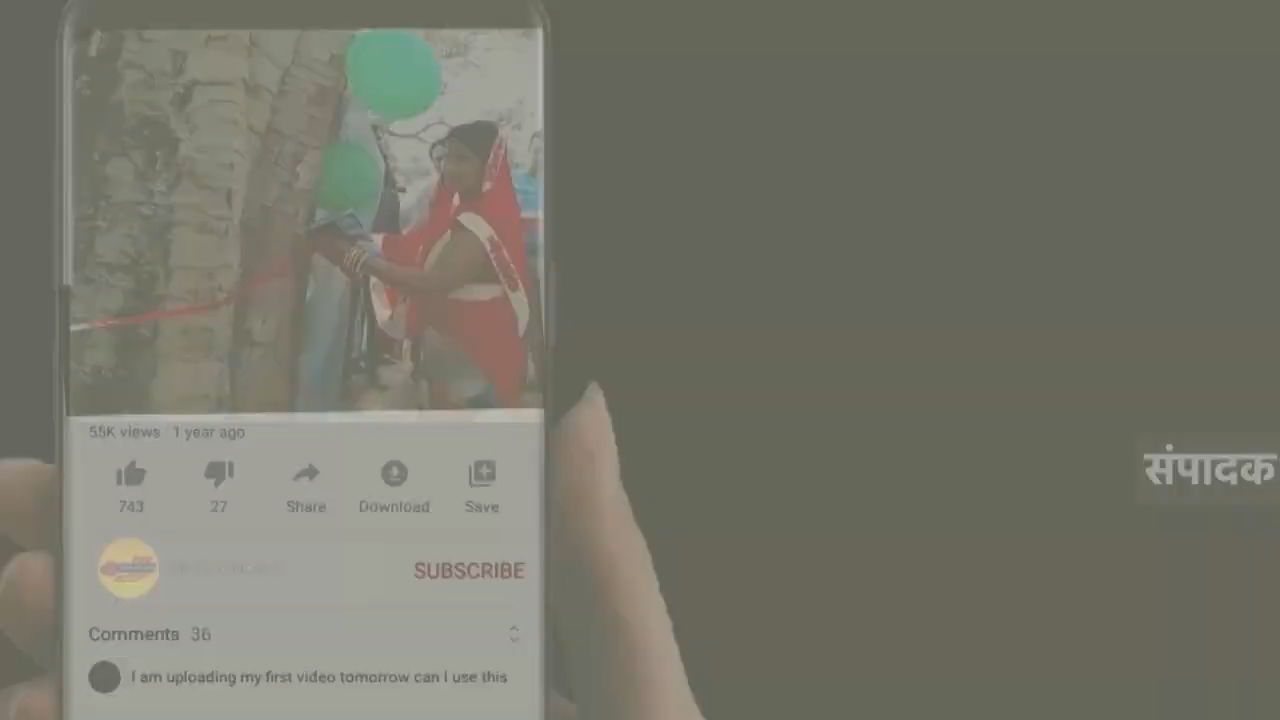 55K views 1 year ago
743 27 Share Download Save
SUBSCRIBE
Comments 36
I am uploading my first video tomorrow can I use this
संपादक